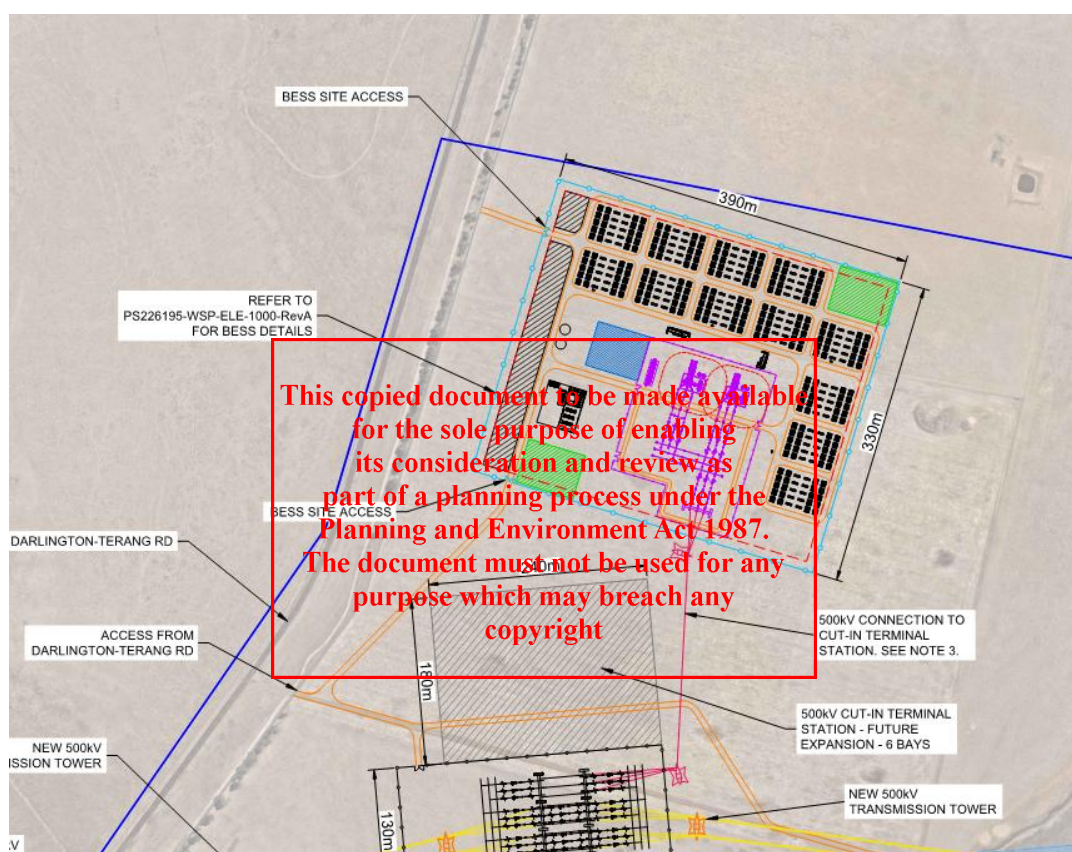 BESS SITE ACCESS
390m
REFER TO
PS226195-WSP-ELE-1000-RevA
FOR BESS DETAILS
330m
This copied document to be made available
for the sole purpose of enabling
its consideration and review as
part of a planning process under the
Planning and Environment Act 1987.
The document must not be used for any
purpose which may breach any
copyright
BESS SITE ACCESS
DARLINGTON-TERANG RD
240m
ACCESS FROM
DARLINGTON-TERANG RD
500kV CONNECTION TO
CUT-IN TERMINAL
STATION. SEE NOTE 3.
180m
500kV CUT-IN TERMINAL
STATION - FUTURE
EXPANSION - 6 BAYS
NEW 500kV
ISSION TOWER
NEW 500kV
TRANSMISSION TOWER
130m